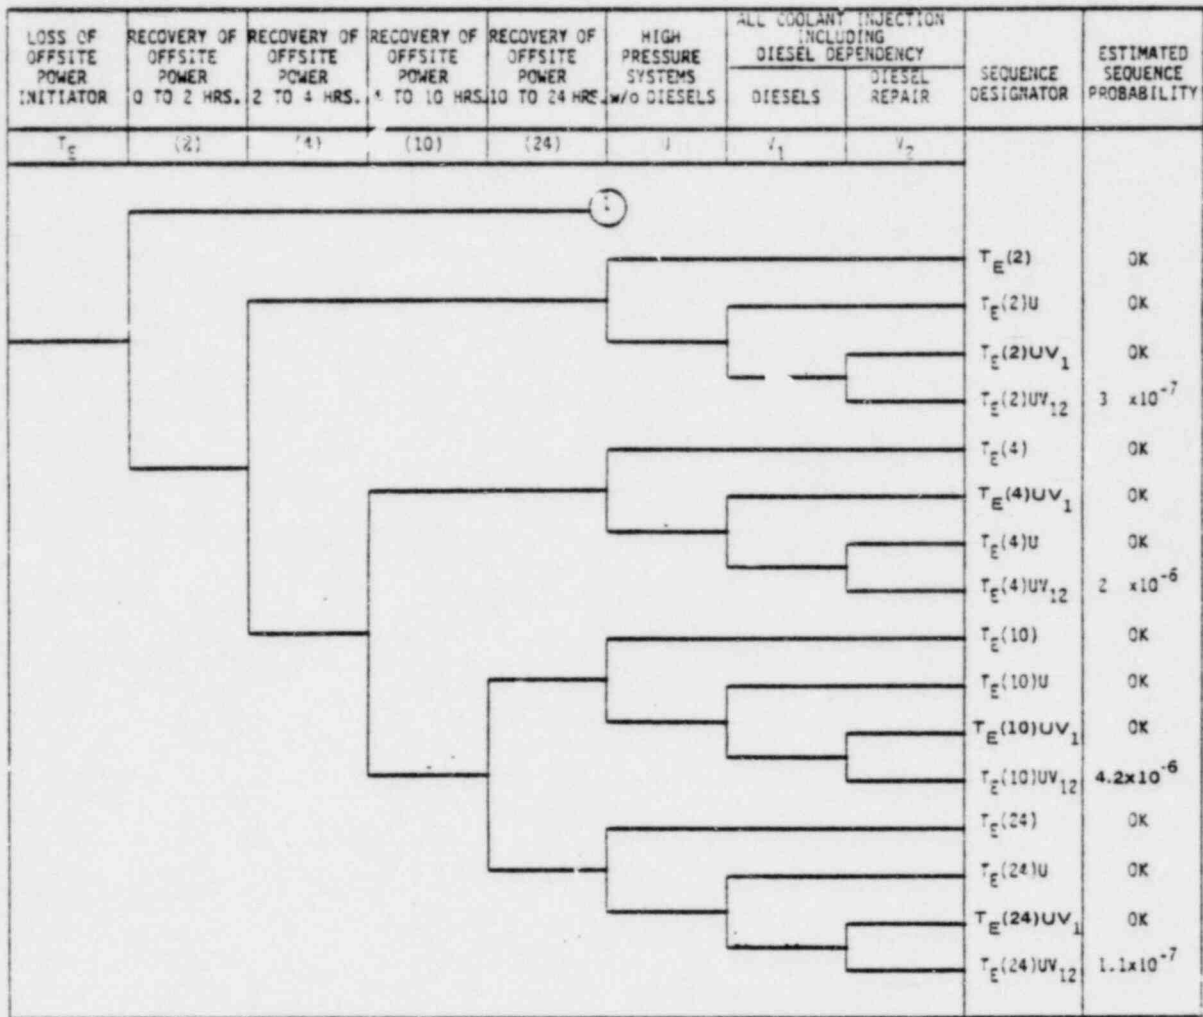 LOSS OF OFFSITE POWER INITIATOR
RECOVERY OF OFFSITE POWER 0 TO 2 HRS.
RECOVERY OF OFFSITE POWER 2 TO 4 HRS.
RECOVERY OF OFFSITE POWER TO 10 HRS
RECOVERY OF OFFSITE POWER 10 TO 24 HRS.
HIGH PRESSURE SYSTEMS w/o DIESELS
ALL COOLANT INJECTION INCLUDING DIESEL DEPENDENCY
DIESELS
DIESEL REPAIR
SEQUENCE DESIGNATOR
ESTIMATED SEQUENCE PROBABILITY
T_E (2) (4) (10) (24) U V_1 V_2
T_E(2) OK
T_E(2)U OK
T_E(2)UV_1 OK
T_E(2)UV_12 3 x10^-7
T_E(4) OK
T_E(4)UV_1 OK
T_E(4)U OK
T_E(4)UV_12 2 x10^-6
T_E(10) OK
T_E(10)U OK
T_E(10)UV_1 OK
T_E(10)UV_12 4.2x10^-6
T_E(24) OK
T_E(24)U OK
T_E(24)UV_1 OK
T_E(24)UV_12 1.1x10^-7